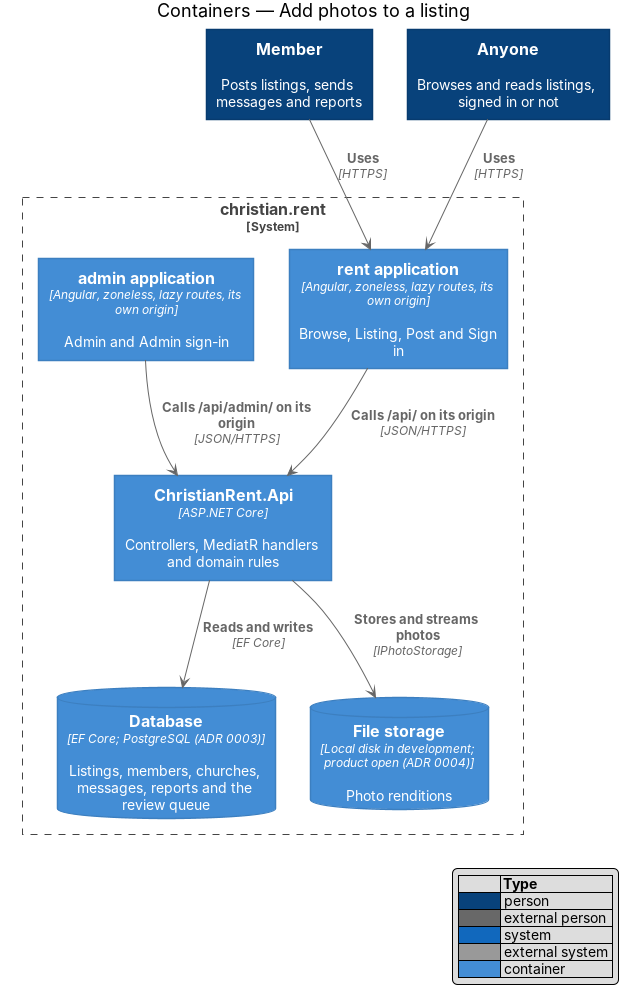 Containers — Add photos to a listing
Member
Posts listings, sends
messages and reports
Anyone
Browses and reads listings,
signed in or not
Uses
[HTTPS]
Uses
[HTTPS]
christian.rent
[System]
admin application
[Angular, zoneless, lazy routes, its
own origin]
Admin and Admin sign-in
rent application
[Angular, zoneless, lazy routes, its
own origin]
Browse, Listing, Post and Sign
in
Calls /api/admin/ on its
origin
[JSON/HTTPS]
Calls /api/ on its origin
[JSON/HTTPS]
ChristianRent.Api
[ASP.NET Core]
Controllers, MediatR handlers
and domain rules
Reads and writes
[EF Core]
Stores and streams
photos
[IPhotoStorage]
Database
[EF Core; PostgreSQL (ADR 0003)]
Listings, members, churches,
messages, reports and the
review queue
File storage
[Local disk in development;
product open (ADR 0004)]
Photo renditions
Type
person
external person
system
external system
container